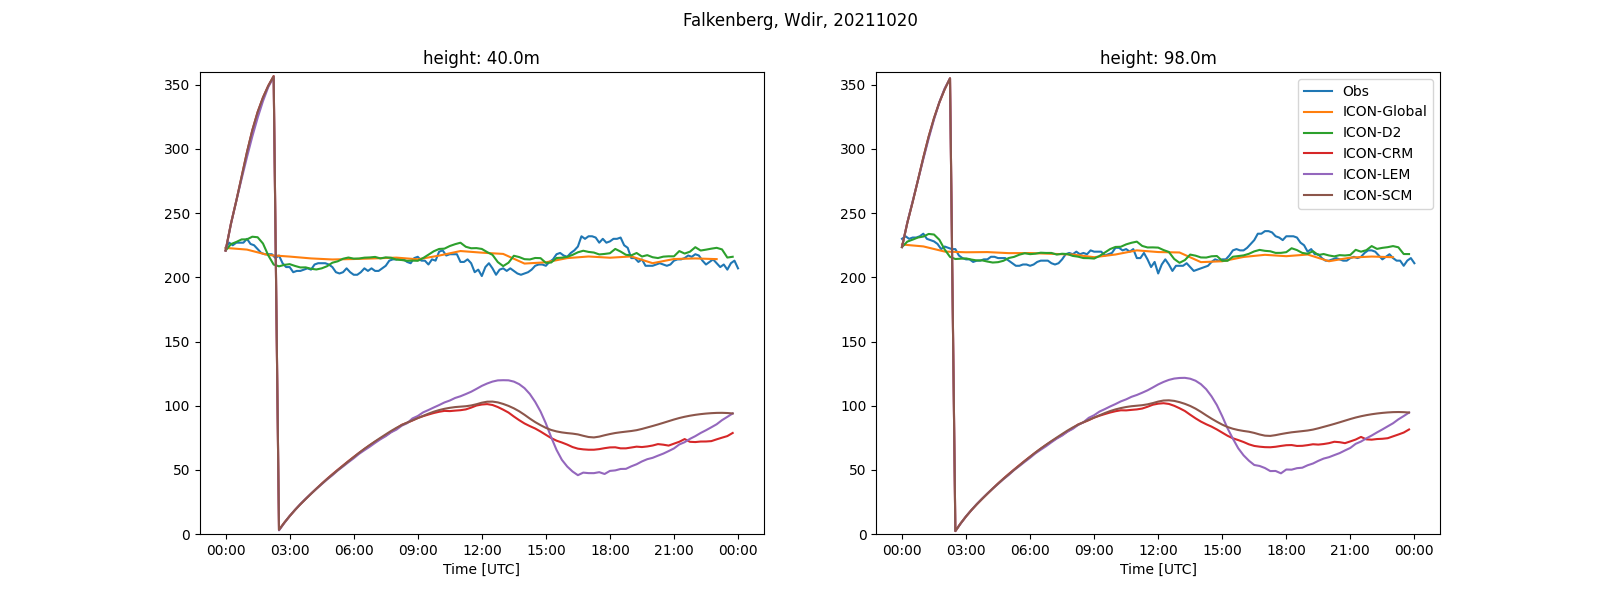 Falkenberg, Wdir, 20211020
height: 40.0m
350
300
250
200
150
100
50
0
00:00 03:00 06:00 09:00 12:00 15:00 18:00 21:00 00:00
Time [UTC]
height: 98.0m
350
300
250
200
150
100
50
0
00:00 03:00 06:00 09:00 12:00 15:00 18:00 21:00 00:00
Time [UTC]
Obs
ICON-Global
ICON-D2
ICON-CRM
ICON-LEM
ICON-SCM